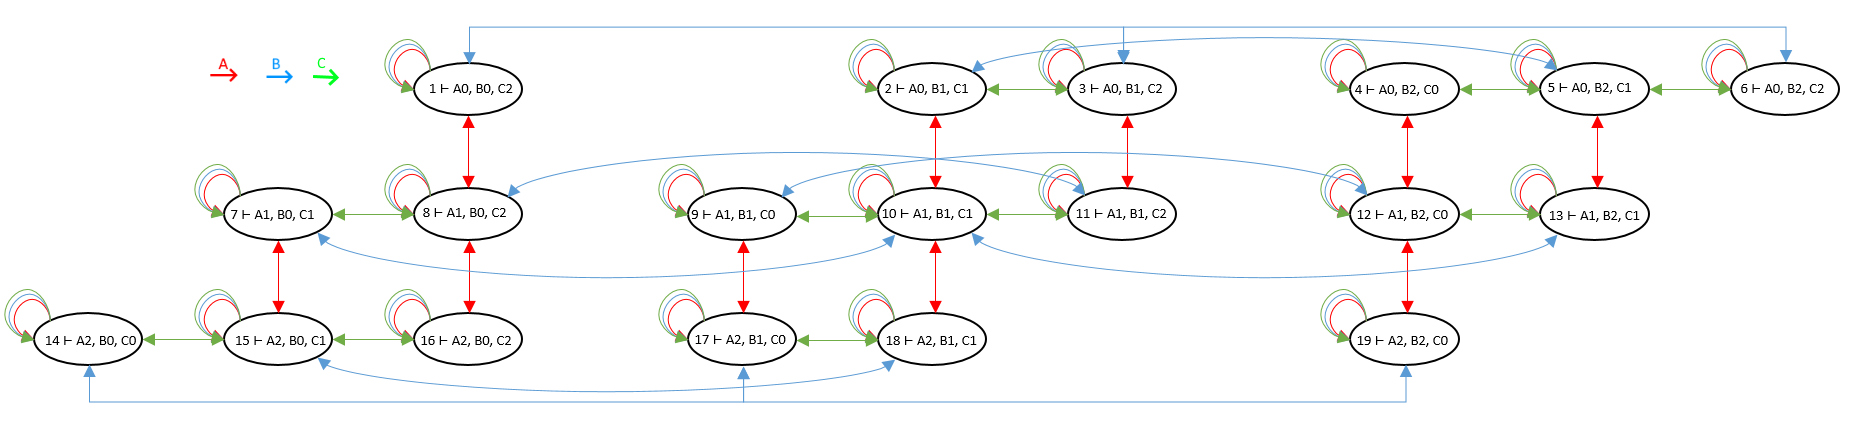 A B C
1 ⊢ A0, B0, C2
2 ⊢ A0, B1, C1
3 ⊢ A0, B1, C2
4 ⊢ A0, B2, C0
5 ⊢ A0, B2, C1
6 ⊢ A0, B2, C2
7 ⊢ A1, B0, C1
8 ⊢ A1, B0, C2
9 ⊢ A1, B1, C0
10 ⊢ A1, B1, C1
11 ⊢ A1, B1, C2
12 ⊢ A1, B2, C0
13 ⊢ A1, B2, C1
14 ⊢ A2, B0, C0
15 ⊢ A2, B0, C1
16 ⊢ A2, B0, C2
17 ⊢ A2, B1, C0
18 ⊢ A2, B1, C1
19 ⊢ A2, B2, C0